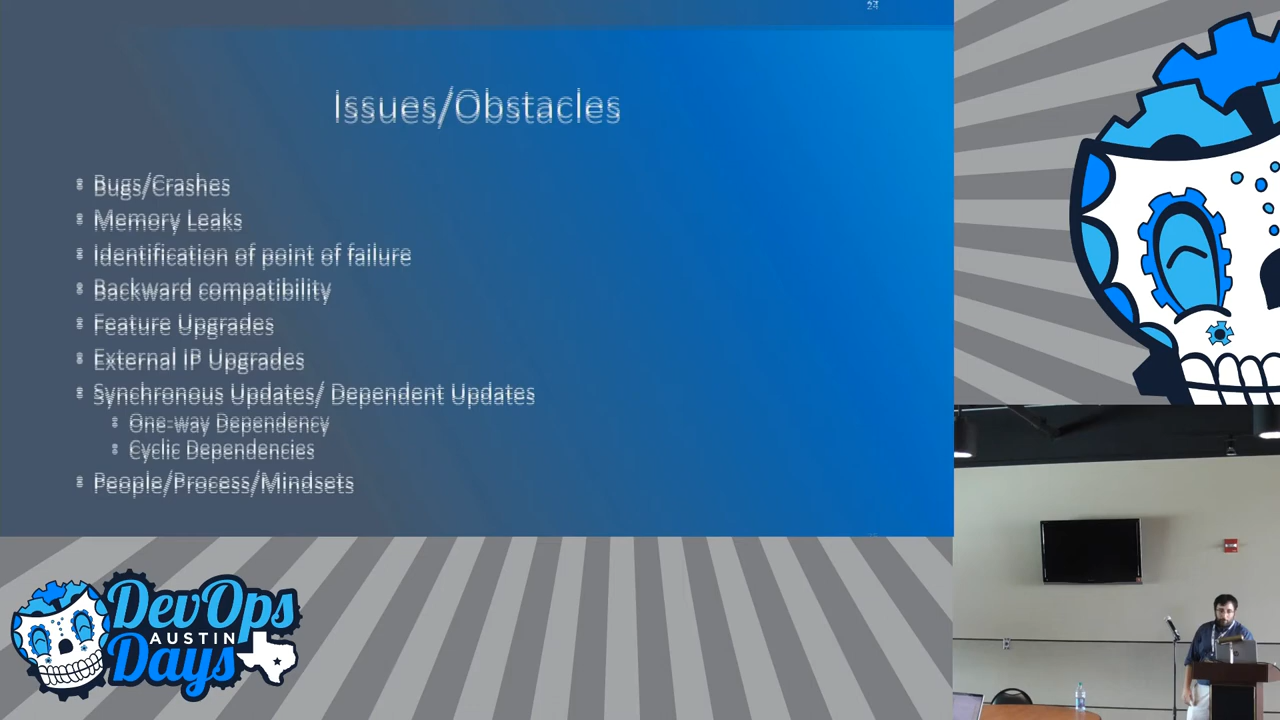 Issues/Obstacles
Bugs/Crashes
Memory Leaks
Identification of point of failure
Backward compatibility
Feature Upgrades
External IP Upgrades
Synchronous Updates/ Dependent Updates
One-way Dependency
Cyclic Dependencies
People/Process/Mindsets
DevOps
AUSTIN
Days